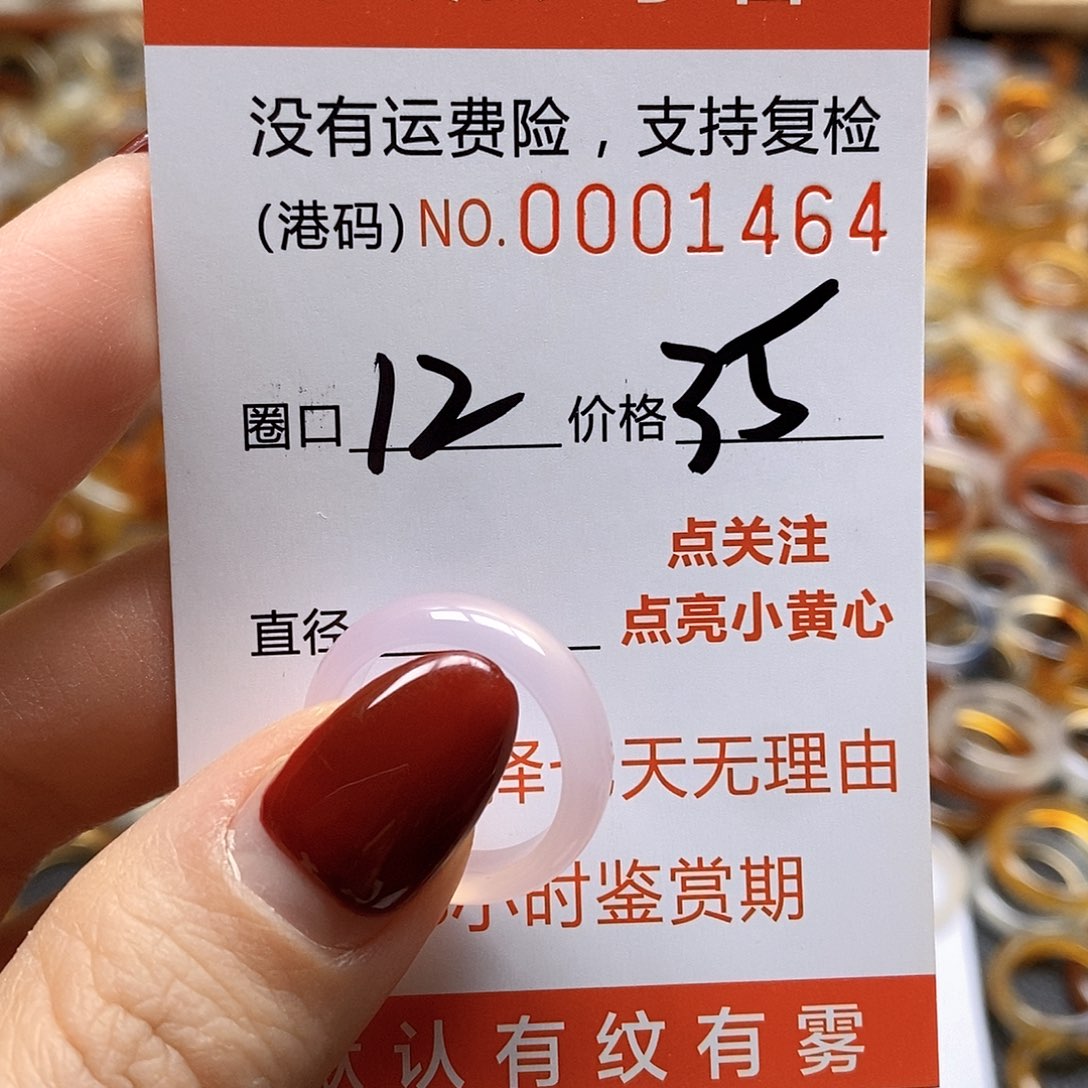 没有运费险，支持复检
(港码) NO. 0001464
圈口 12 价格 35
点关注
直径
点亮小黄心
天无理由
小时鉴赏期
认有纹有雾